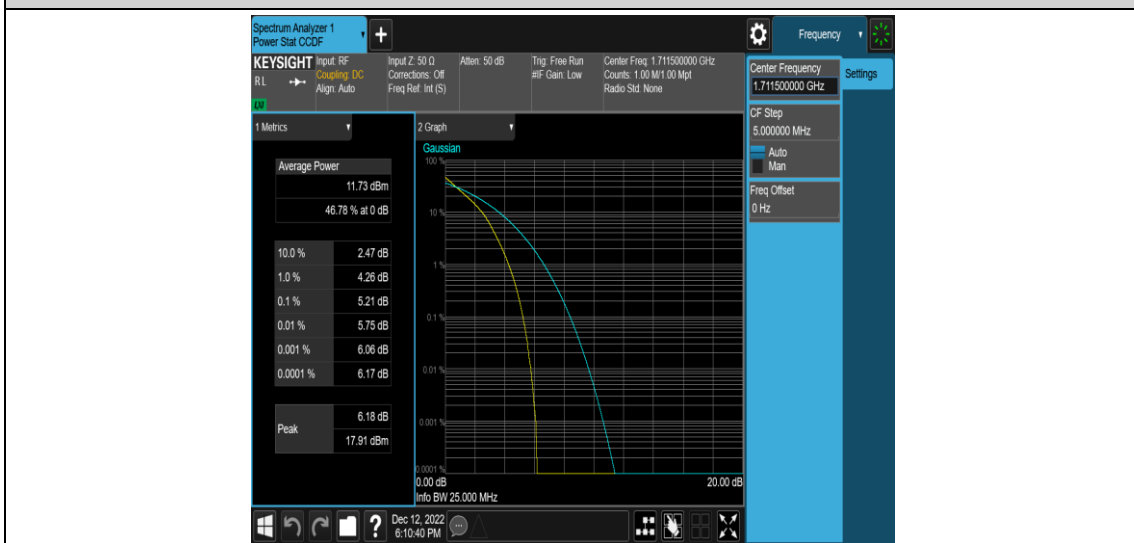 Spectrum Analyzer 1
Power Stat CCDF
+
Frequency
KEYSIGHT
RL
LXI
Input: RF
Coupling: DC
Align: Auto
Input Z: 50 Ω
Corrections: Off
Freq Ref: Int (S)
Atten: 50 dB
Trig: Free Run
#IF Gain: Low
Center Freq: 1.711500000 GHz
Counts: 1.00 M/1.00 Mpt
Radio Std: None
Center Frequency
1.711500000 GHz
Settings
CF Step
5.000000 MHz
Auto
Man
Freq Offset
0 Hz
1 Metrics
Average Power
11.73 dBm
46.78 % at 0 dB
10.0 % 2.47 dB
1.0 % 4.26 dB
0.1 % 5.21 dB
0.01 % 5.75 dB
0.001 % 6.06 dB
0.0001 % 6.17 dB
Peak
6.18 dB
17.91 dBm
2 Graph
Gaussian
100 %
10 %
1 %
0.1 %
0.01 %
0.001 %
0.0001 %
0.00 dB 20.00 dB
Info BW 25.000 MHz
?
Dec 12, 2022
6:10:40 PM